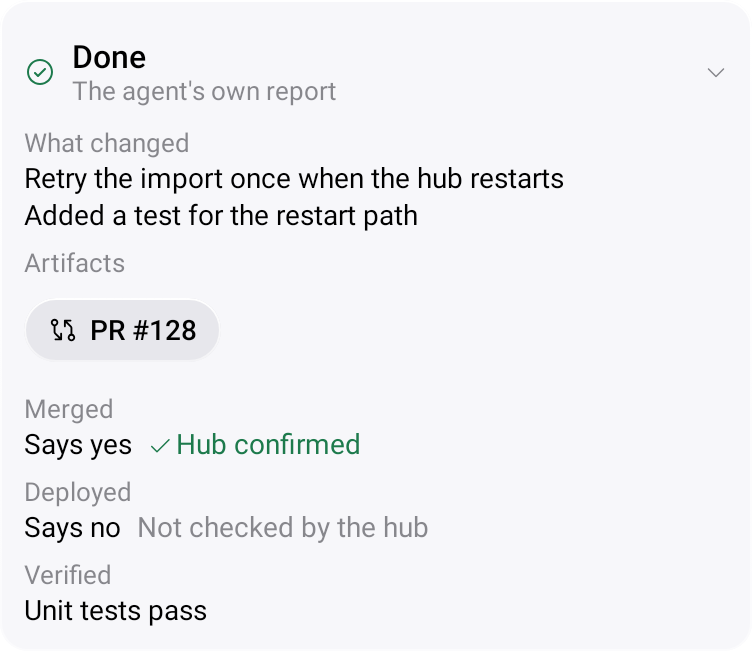 Done
The agent's own report
What changed
Retry the import once when the hub restarts
Added a test for the restart path
Artifacts
PR #128
Merged
Says yes Hub confirmed
Deployed
Says no Not checked by the hub
Verified
Unit tests pass